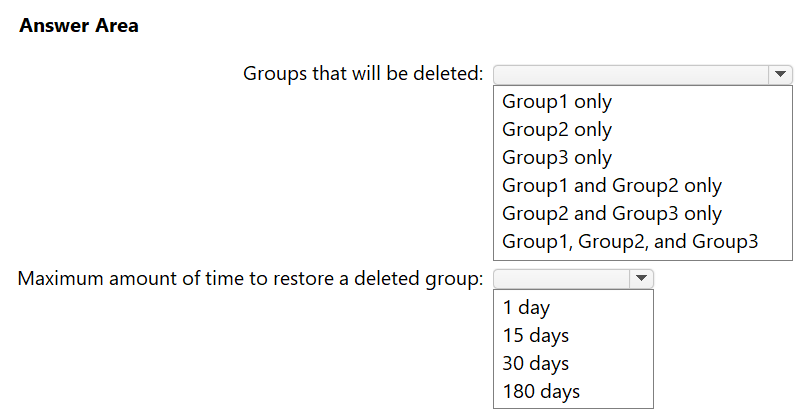 Answer Area
Groups that will be deleted:
Group1 only
Group2 only
Group3 only
Group1 and Group2 only
Group2 and Group3 only
Group1, Group2, and Group3
Maximum amount of time to restore a deleted group:
1 day
15 days
30 days
180 days